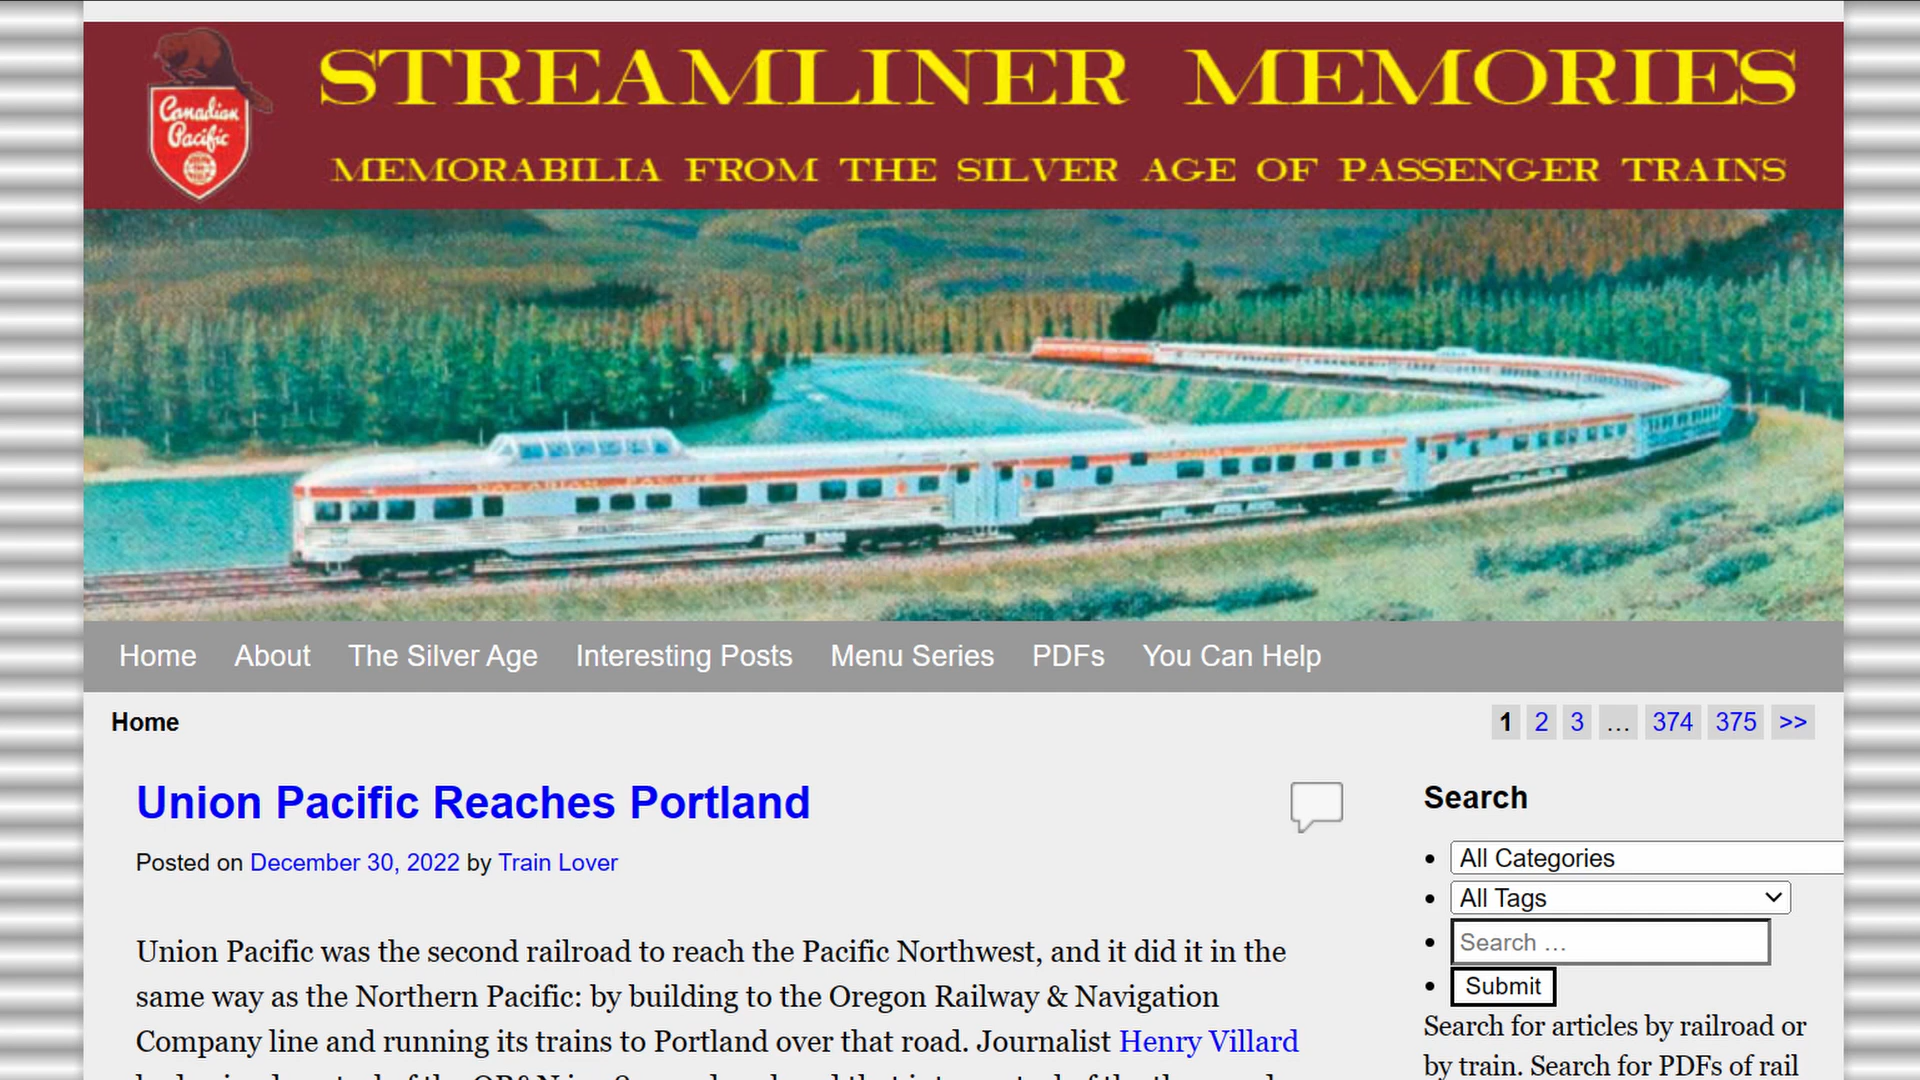 Canadian
Pacific
STREAMLINER MEMORIES
MEMORABILIA FROM THE SILVER AGE OF PASSENGER TRAINS
CANADIAN PACIFIC
Home About The Silver Age Interesting Posts Menu Series PDFs You Can Help
Home
1 2 3 … 374 375 >>
Union Pacific Reaches Portland
Posted on December 30, 2022 by Train Lover
Union Pacific was the second railroad to reach the Pacific Northwest, and it did it in the
same way as the Northern Pacific: by building to the Oregon Railway & Navigation
Company line and running its trains to Portland over that road. Journalist Henry Villard
Search
All Categories
All Tags
Search …
Submit
Search for articles by railroad or
by train. Search for PDFs of rail